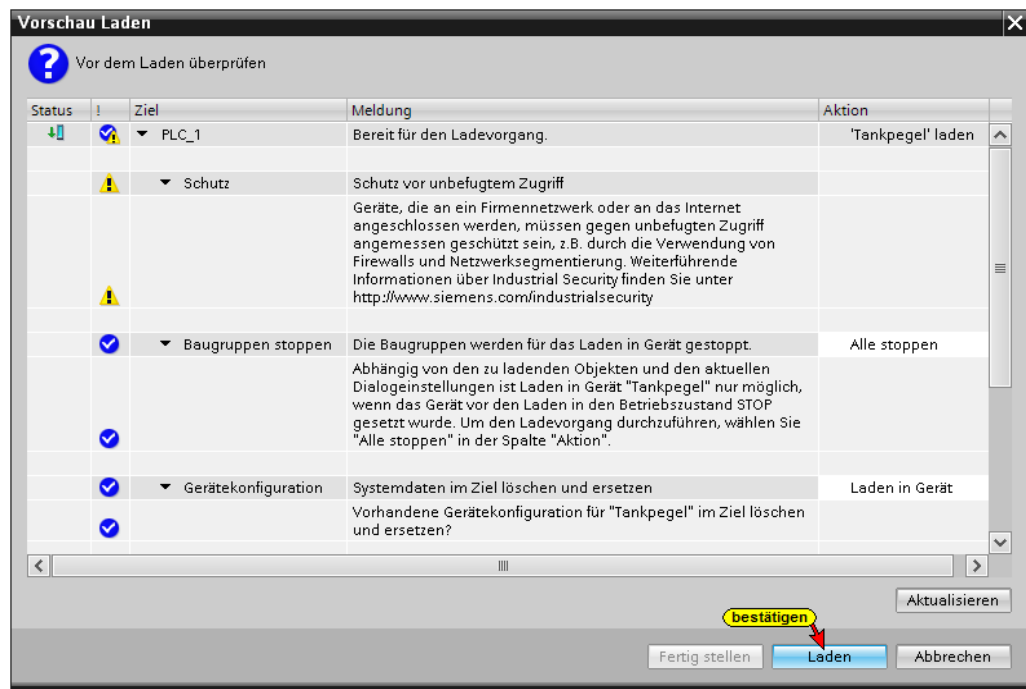 Vorschau Laden
Vor dem Laden überprüfen
Status ! Ziel Meldung Aktion
PLC_1 Bereit für den Ladevorgang. 'Tankpegel' laden
Schutz Schutz vor unbefugtem Zugriff
Geräte, die an ein Firmennetzwerk oder an das Internet
angeschlossen werden, müssen gegen unbefugten Zugriff
angemessen geschützt sein, z.B. durch die Verwendung von
Firewalls und Netzwerksegmentierung. Weiterführende
Informationen über Industrial Security finden Sie unter
http://www.siemens.com/industrialsecurity
Baugruppen stoppen Die Baugruppen werden für das Laden in Gerät gestoppt. Alle stoppen
Abhängig von den zu ladenden Objekten und den aktuellen
Dialogeinstellungen ist Laden in Gerät "Tankpegel" nur möglich,
wenn das Gerät vor den Laden in den Betriebszustand STOP
gesetzt wurde. Um den Ladevorgang durchzuführen, wählen Sie
"Alle stoppen" in der Spalte "Aktion".
Gerätekonfiguration Systemdaten im Ziel löschen und ersetzen Laden in Gerät
Vorhandene Gerätekonfiguration für "Tankpegel" im Ziel löschen
und ersetzen?
Aktualisieren
bestätigen
Fertig stellen Laden Abbrechen